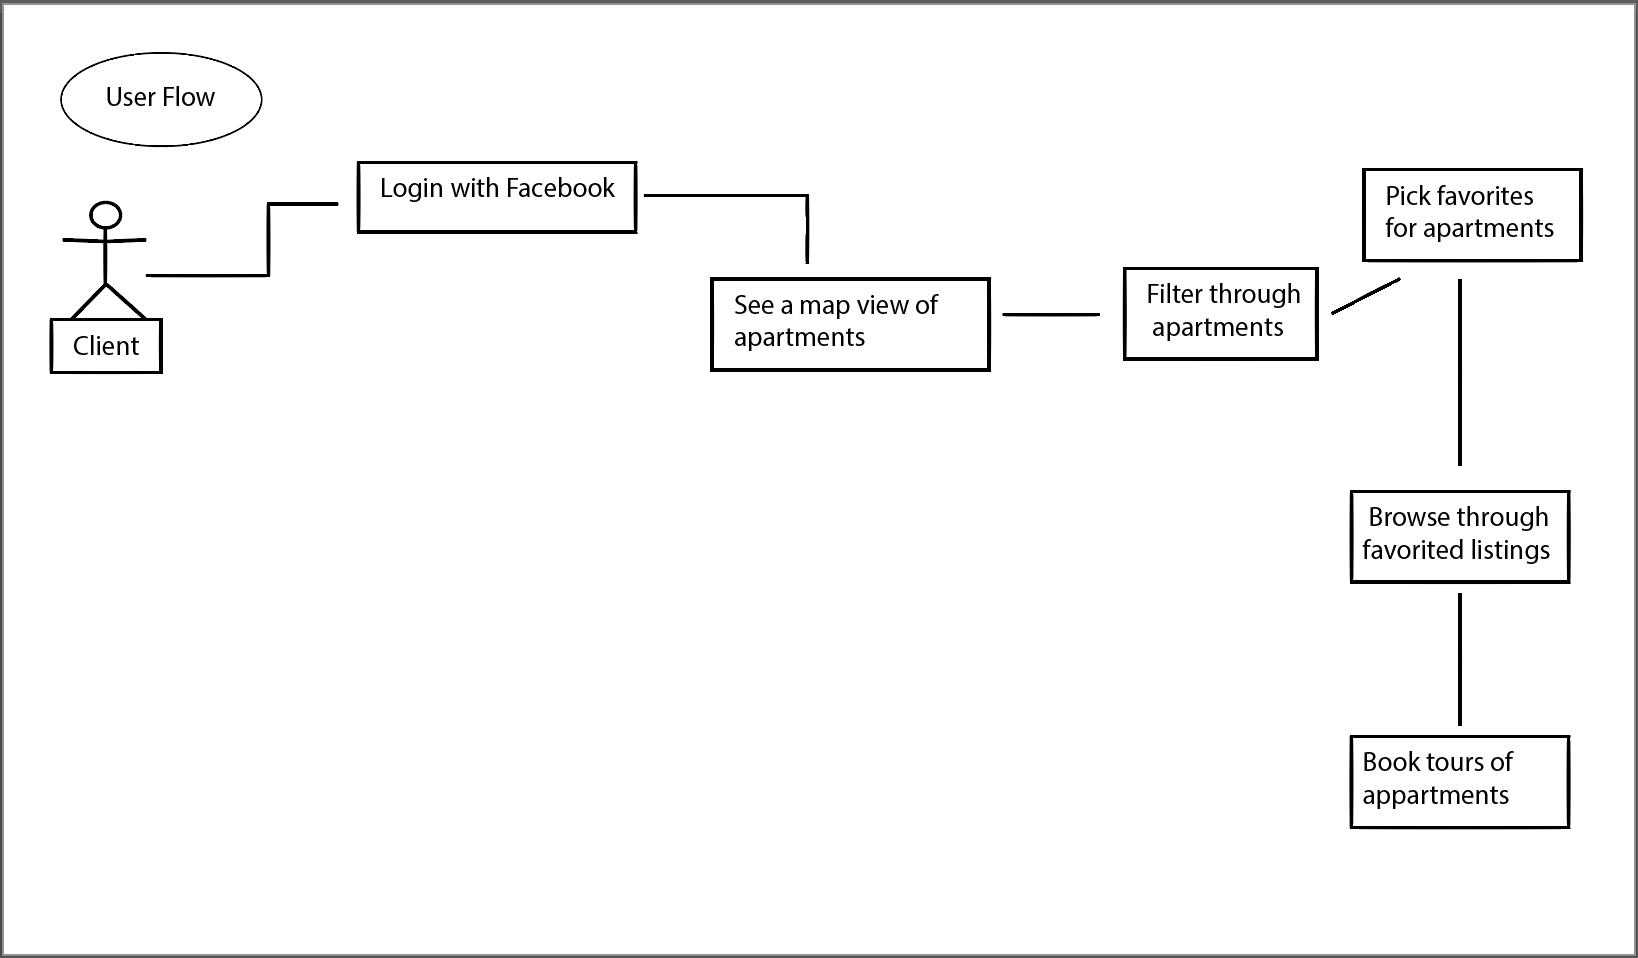 User Flow
Client
Login with Facebook
See a map view of
apartments
Filter through
apartments
Pick favorites
for apartments
Browse through
favorited listings
Book tours of
appartments